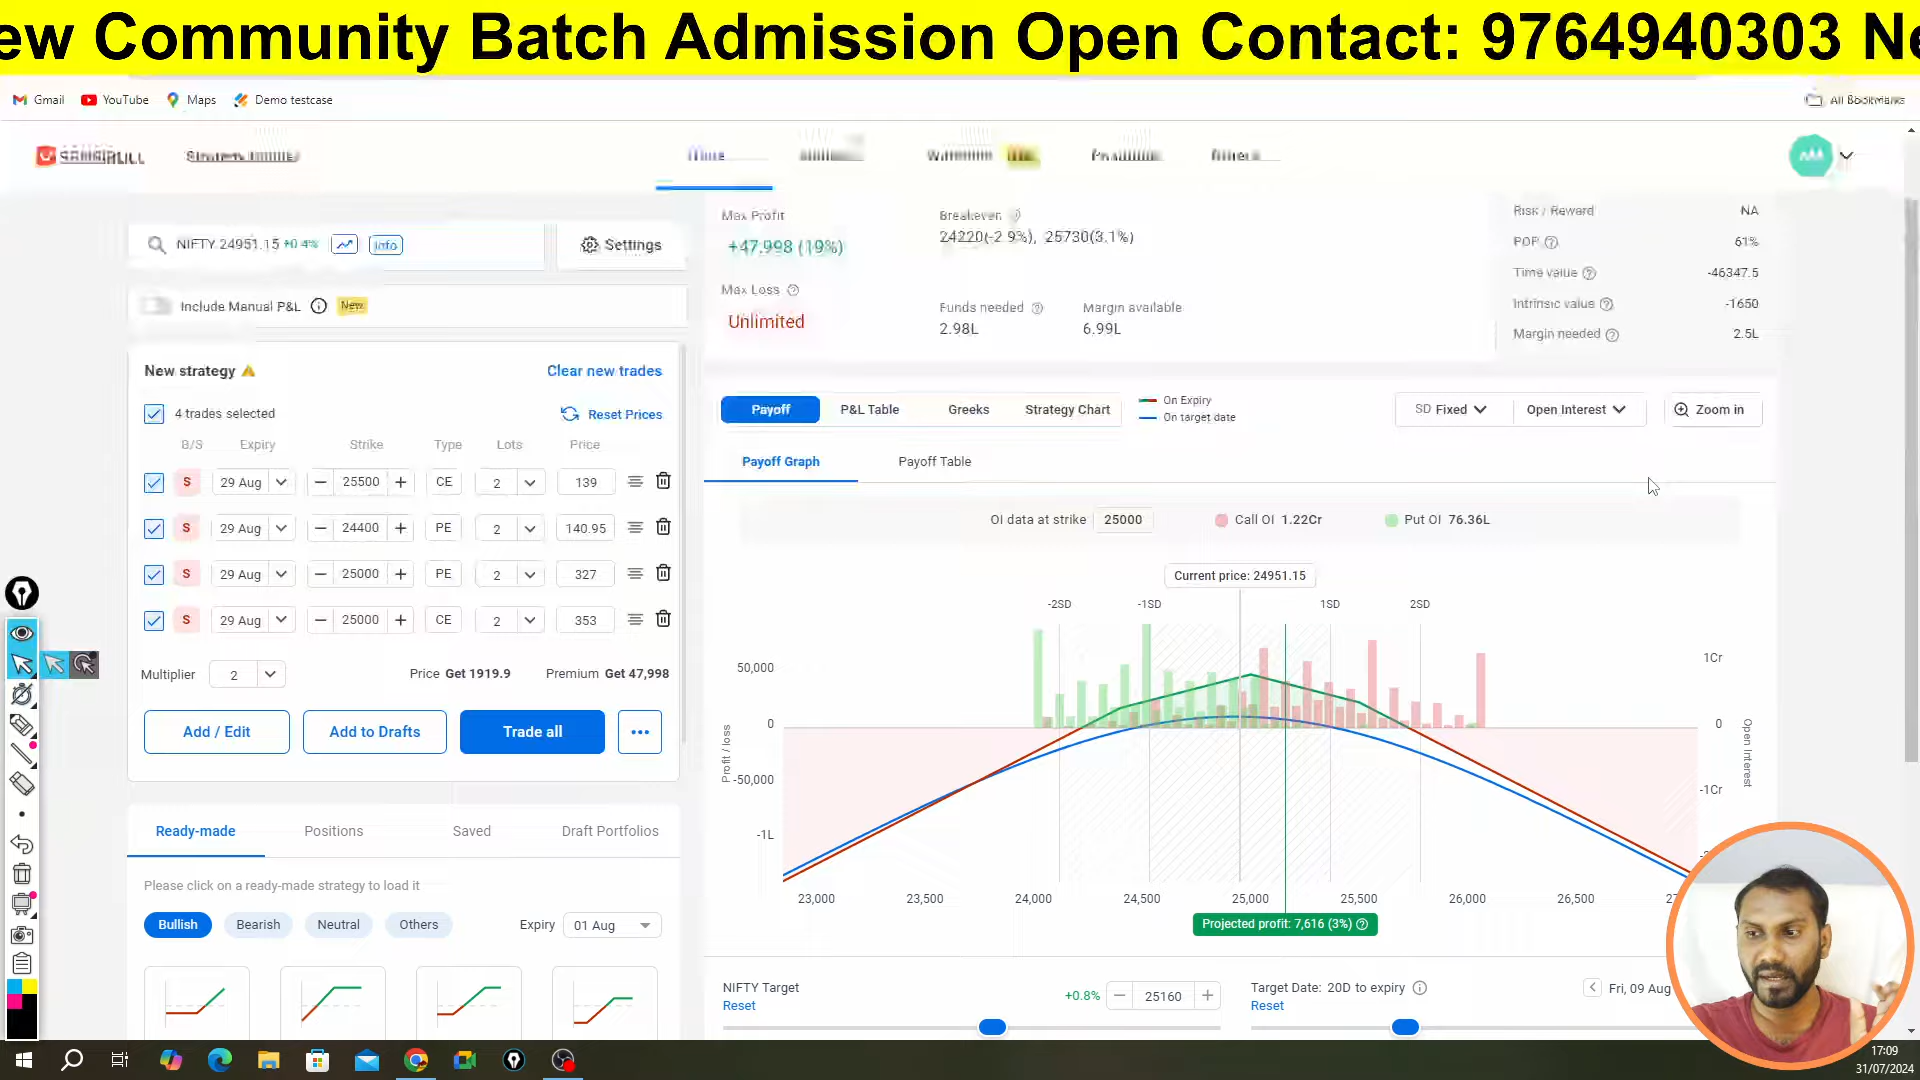 ew Community Batch Admission Open Contact: 9764940303 Ne
Gmail YouTube Maps Demo testcase All Bookmarks
SENSIBULL
NIFTY 24951.15 +0.4% Info Settings
Include Manual P&L New
New strategy Clear new trades
4 trades selected Reset Prices
B/S Expiry Strike Type Lots Price
S 29 Aug 25500 CE 2 139
S 29 Aug 24400 PE 2 140.95
S 29 Aug 25000 PE 2 327
S 29 Aug 25000 CE 2 353
Multiplier 2 Price Get 1919.9 Premium Get 47,998
Add / Edit Add to Drafts Trade all
Ready-made Positions Saved Draft Portfolios
Please click on a ready-made strategy to load it
Bullish Bearish Neutral Others Expiry 01 Aug
Max Profit
+47,998 (19%)
Breakeven
24220(-2.9%), 25730(3.1%)
Max Loss
Unlimited
Funds needed
2.98L
Margin available
6.99L
Risk / Reward NA
POP 61%
Time value -46347.5
Intrinsic value -1650
Margin needed 2.5L
Payoff P&L Table Greeks Strategy Chart
On Expiry
On target date
SD Fixed Open Interest Zoom in
Payoff Graph Payoff Table
OI data at strike 25000 Call OI 1.22Cr Put OI 76.36L
Current price: 24951.15
-2SD -1SD 1SD 2SD
50,000
0
-50,000
-1L
Profit / loss
1Cr
0
-1Cr
Open Interest
23,000 23,500 24,000 24,500 25,000 25,500 26,000 26,500
Projected profit: 7,616 (3%)
NIFTY Target
Reset
+0.8% 25160
Target Date: 20D to expiry
Reset
Fri, 09 Aug
17:09
31/07/2024